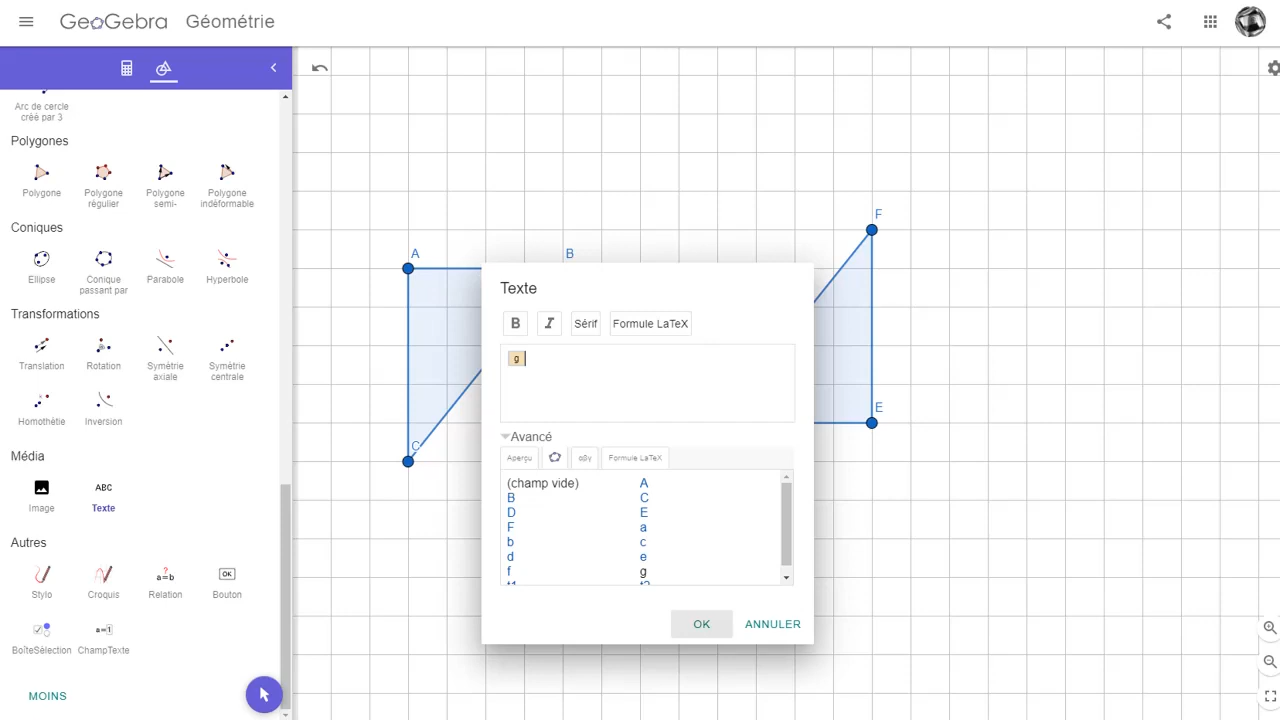 GeoGebra Géométrie
Arc de cercle
créé par 3
Polygones
Polygone
Polygone
régulier
Polygone
semi-
Polygone
indéformable
Coniques
Ellipse
Conique
passant par
Parabole
Hyperbole
Transformations
Translation
Rotation
Symétrie
axiale
Symétrie
centrale
Homothétie
Inversion
Média
Image
ABC
Texte
Autres
Stylo
Croquis
a=b
?
Relation
OK
Bouton
BoîteSélection
a=1
ChampTexte
MOINS
A
B
C
F
E
Texte
B I Sérif Formule LaTeX
g
Avancé
Aperçu αβγ Formule LaTeX
(champ vide) A
B C
D E
F a
b c
d e
f g
OK ANNULER